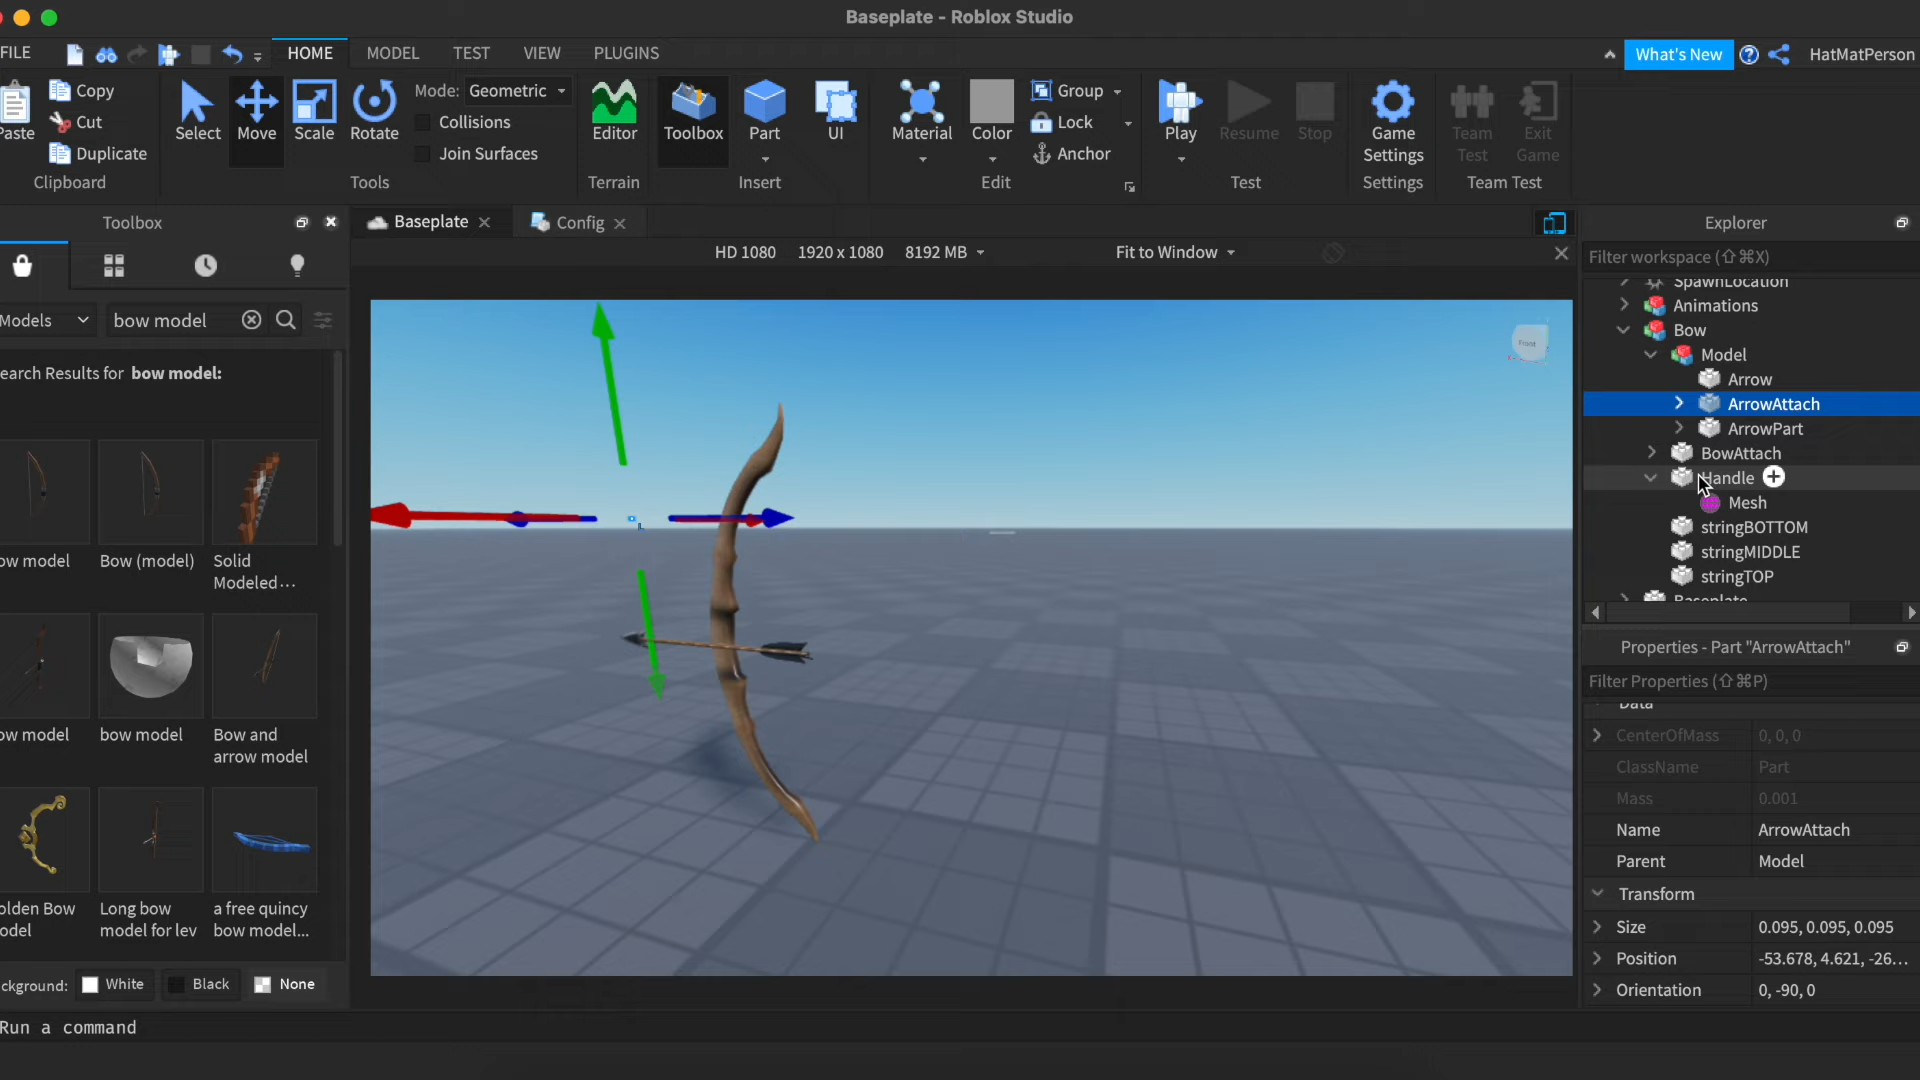 Baseplate - Roblox Studio
FILE
HOME
MODEL
TEST
VIEW
PLUGINS
What's New
HatMatPerson
Paste
Copy
Cut
Duplicate
Clipboard
Select
Move
Scale
Rotate
Mode: Geometric
Collisions
Join Surfaces
Tools
Editor
Terrain
Toolbox
Part
UI
Insert
Material
Color
Group
Lock
Anchor
Edit
Play
Resume
Stop
Test
Game
Settings
Settings
Team
Test
Exit
Game
Team Test
Toolbox
Models
bow model
earch Results for bow model:
ow model
Bow (model)
Solid
Modeled...
ow model
bow model
Bow and
arrow model
olden Bow
odel
Long bow
model for lev
a free quincy
bow model...
ckground:
White
Black
None
Run a command
Baseplate
Config
HD 1080 1920 x 1080 8192 MB
Fit to Window
Front
Explorer
Filter workspace (⇧⌘X)
SpawnLocation
Animations
Bow
Model
Arrow
ArrowAttach
ArrowPart
BowAttach
Handle
Mesh
stringBOTTOM
stringMIDDLE
stringTOP
Baseplate
Properties - Part "ArrowAttach"
Filter Properties (⇧⌘P)
Data
CenterOfMass 0, 0, 0
ClassName Part
Mass 0.001
Name ArrowAttach
Parent Model
Transform
Size 0.095, 0.095, 0.095
Position -53.678, 4.621, -26...
Orientation 0, -90, 0